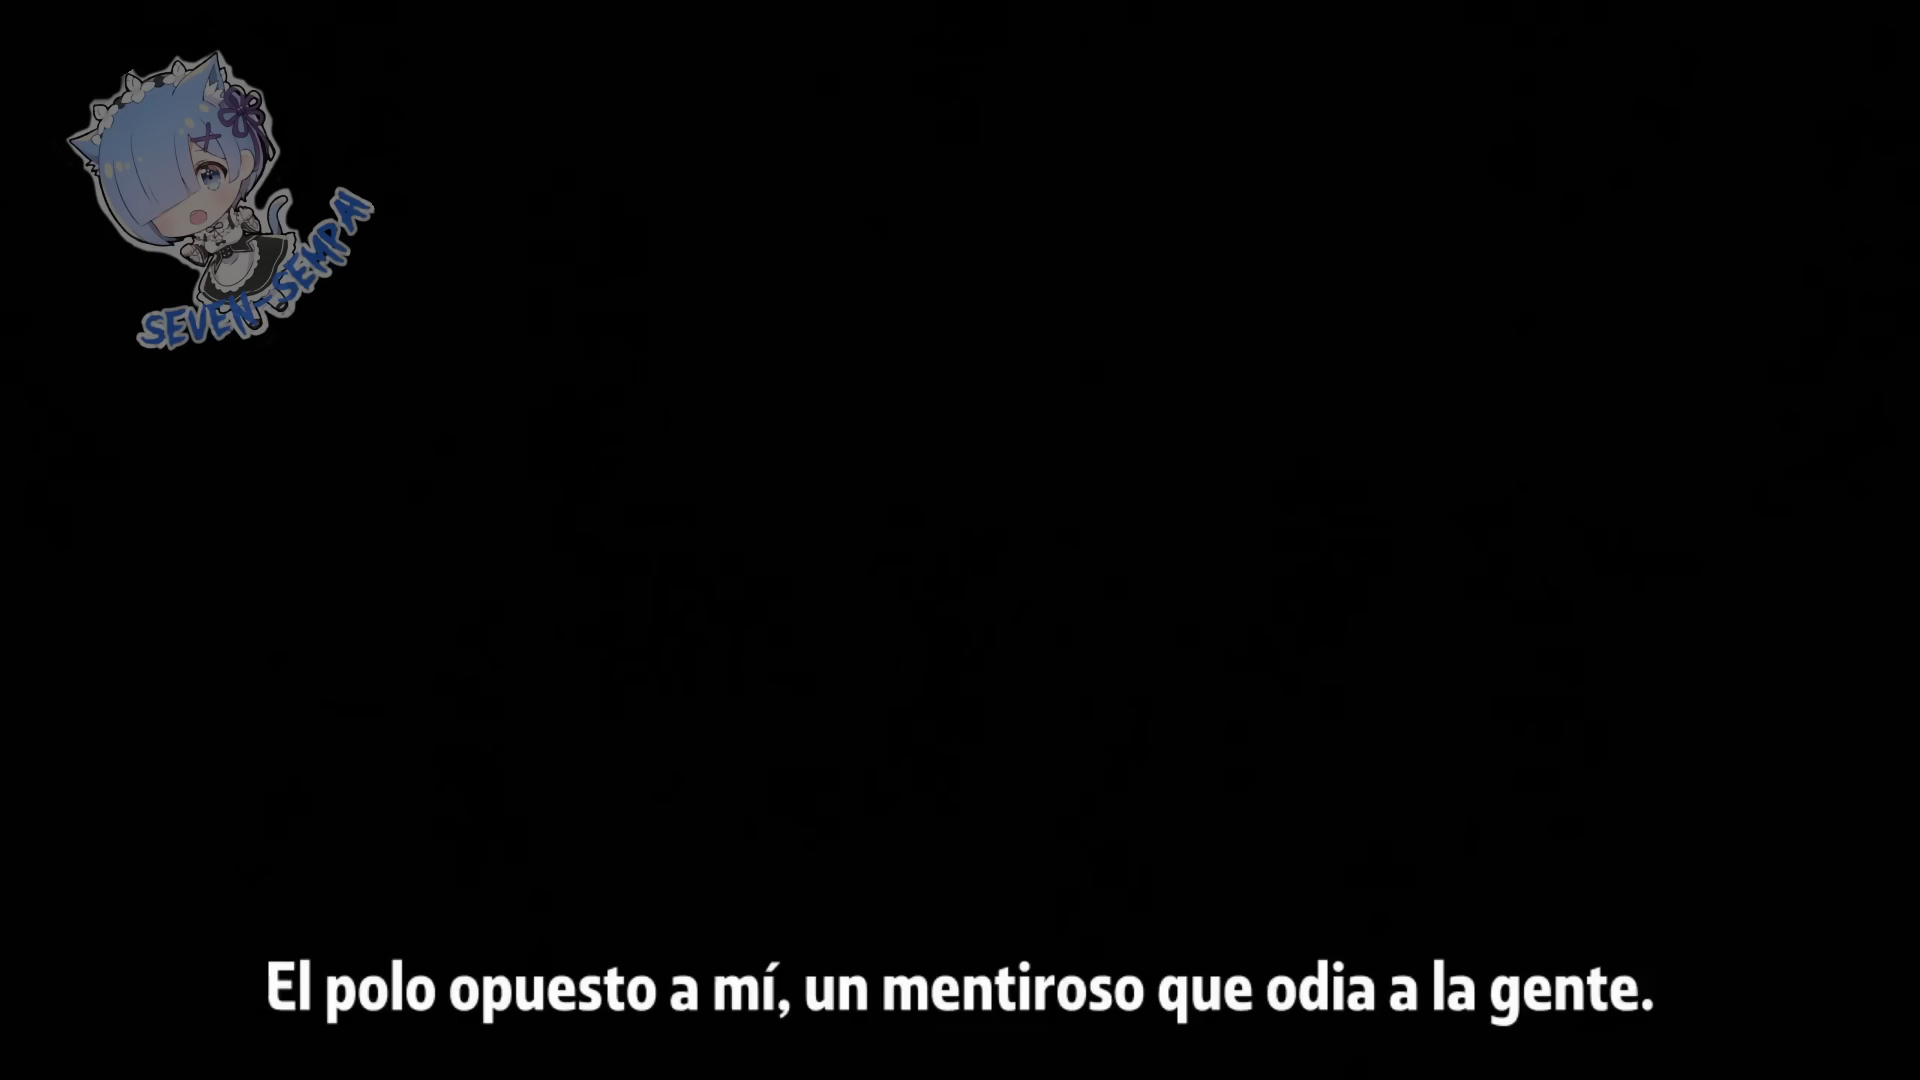 SEVEN-SEMPAI
El polo opuesto a mí, un mentiroso que odia a la gente.